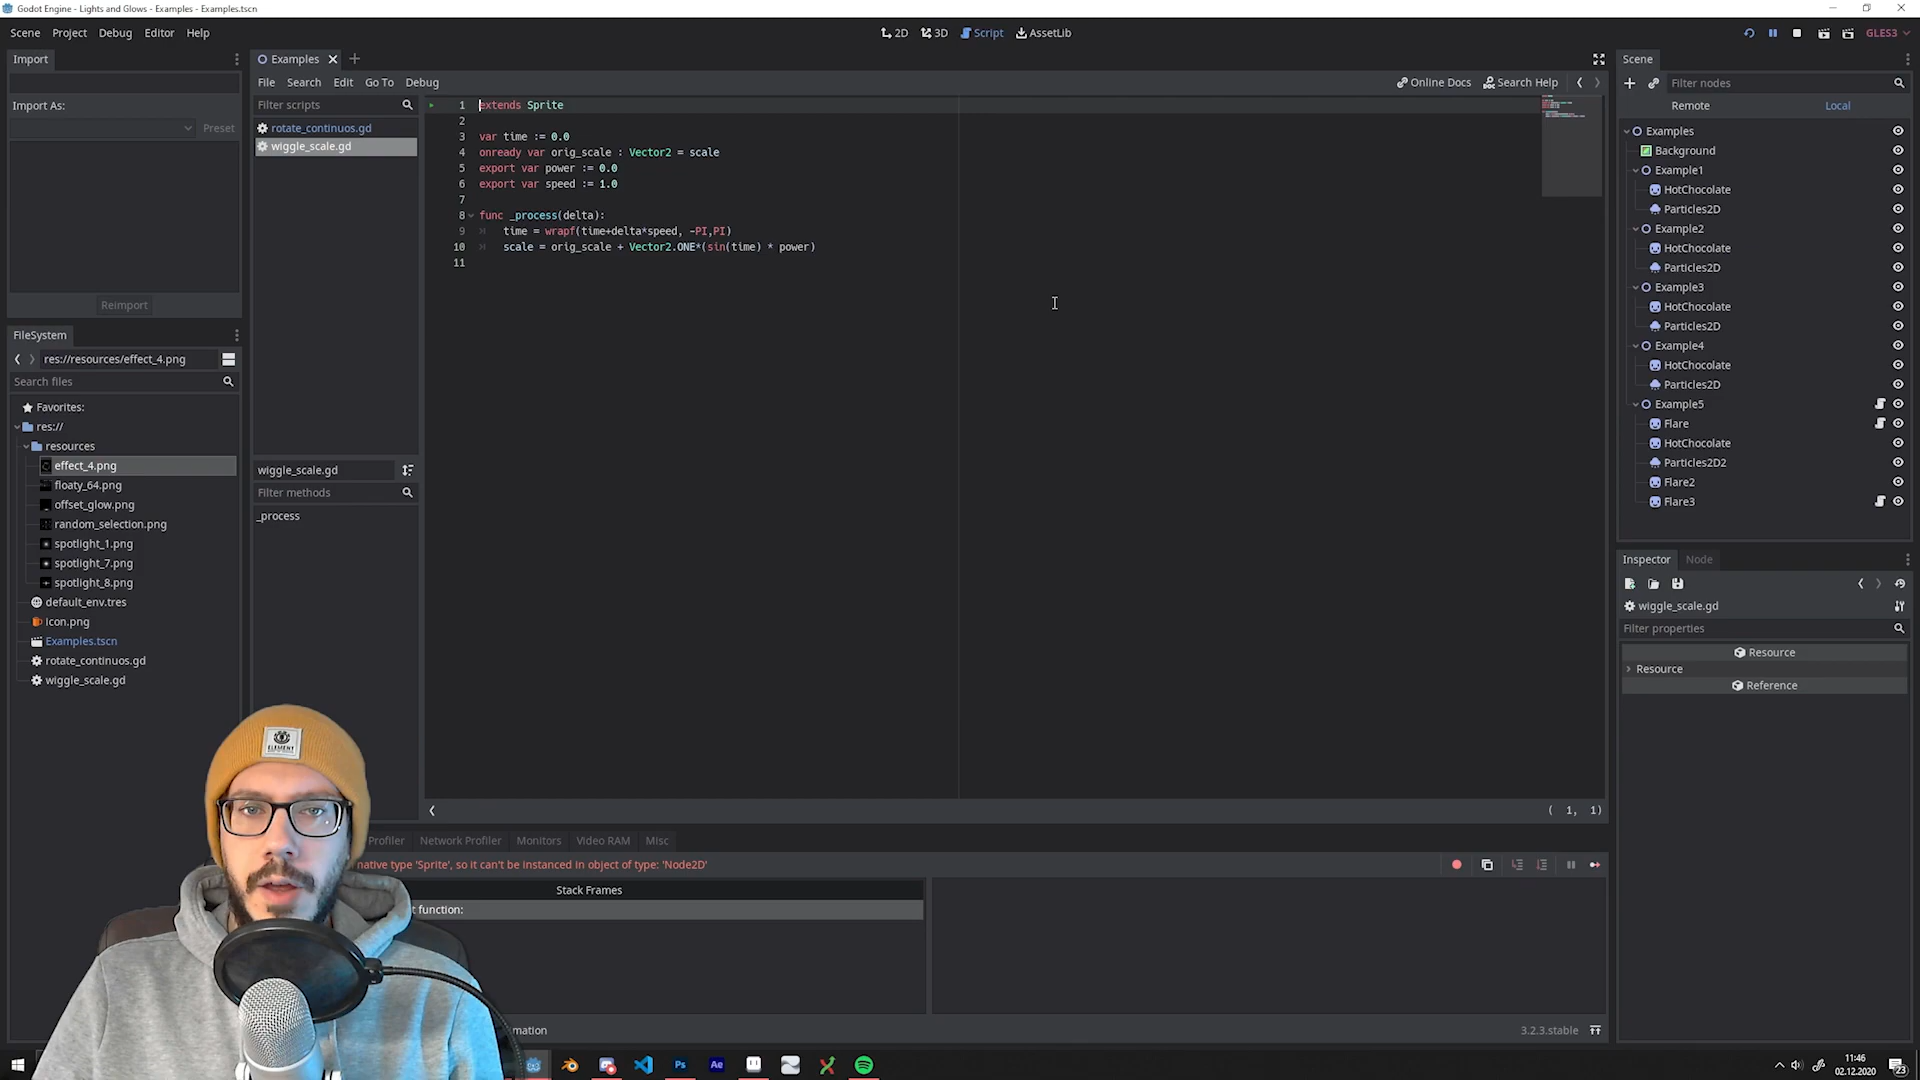 Godot Engine - Lights and Glows - Examples - Examples.tscn
Scene Project Debug Editor Help
2D 3D Script AssetLib
GLES3
Import
Import As:
Preset
Reimport
FileSystem
res://resources/effect_4.png
Search files
Favorites:
res://
resources
effect_4.png
floaty_64.png
offset_glow.png
random_selection.png
spotlight_1.png
spotlight_7.png
spotlight_8.png
default_env.tres
icon.png
Examples.tscn
rotate_continuos.gd
wiggle_scale.gd
Examples
File Search Edit Go To Debug
Online Docs Search Help
Filter scripts
rotate_continuos.gd
wiggle_scale.gd
wiggle_scale.gd
Filter methods
_process
1 extends Sprite
2
3 var time := 0.0
4 onready var orig_scale : Vector2 = scale
5 export var power := 0.0
6 export var speed := 1.0
7
8 func _process(delta):
9 time = wrapf(time+delta*speed, -PI,PI)
10 scale = orig_scale + Vector2.ONE*(sin(time) * power)
11
( 1, 1)
Profiler Network Profiler Monitors Video RAM Misc
native type 'Sprite', so it can't be instanced in object of type: 'Node2D'
Stack Frames
t function:
mation
3.2.3.stable
Scene
Filter nodes
Remote Local
Examples
Background
Example1
HotChocolate
Particles2D
Example2
HotChocolate
Particles2D
Example3
HotChocolate
Particles2D
Example4
HotChocolate
Particles2D
Example5
Flare
HotChocolate
Particles2D2
Flare2
Flare3
Inspector Node
wiggle_scale.gd
Filter properties
Resource
Resource
Reference
ELEMENT
Ps Ae
11:46
02.12.2020
23